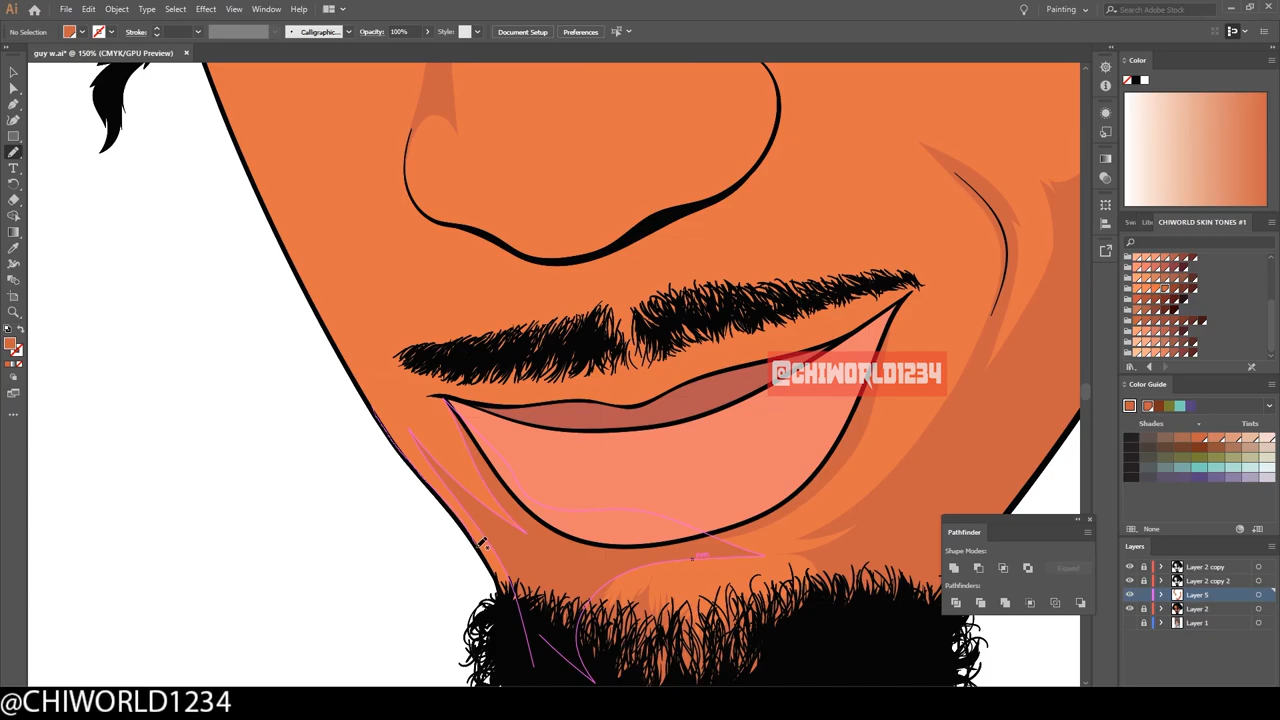 Ai File Edit Object Type Select Effect View Window Help Painting Search Adobe Stock
No Selection Stroke: Calligraphic... Opacity: 100% Style: Document Setup Preferences
guy w.ai* @ 150% (CMYK/GPU Preview)
Color
CHIWORLD SKIN TONES #1
@CHIWORLD1234
Color Guide
Shades Tints
None
Pathfinder
Shape Modes:
Expand
Pathfinders:
Layers
Layer 2 copy
Layer 2 copy 2
Layer 5
Layer 2
Layer 1
@CHIWORLD1234